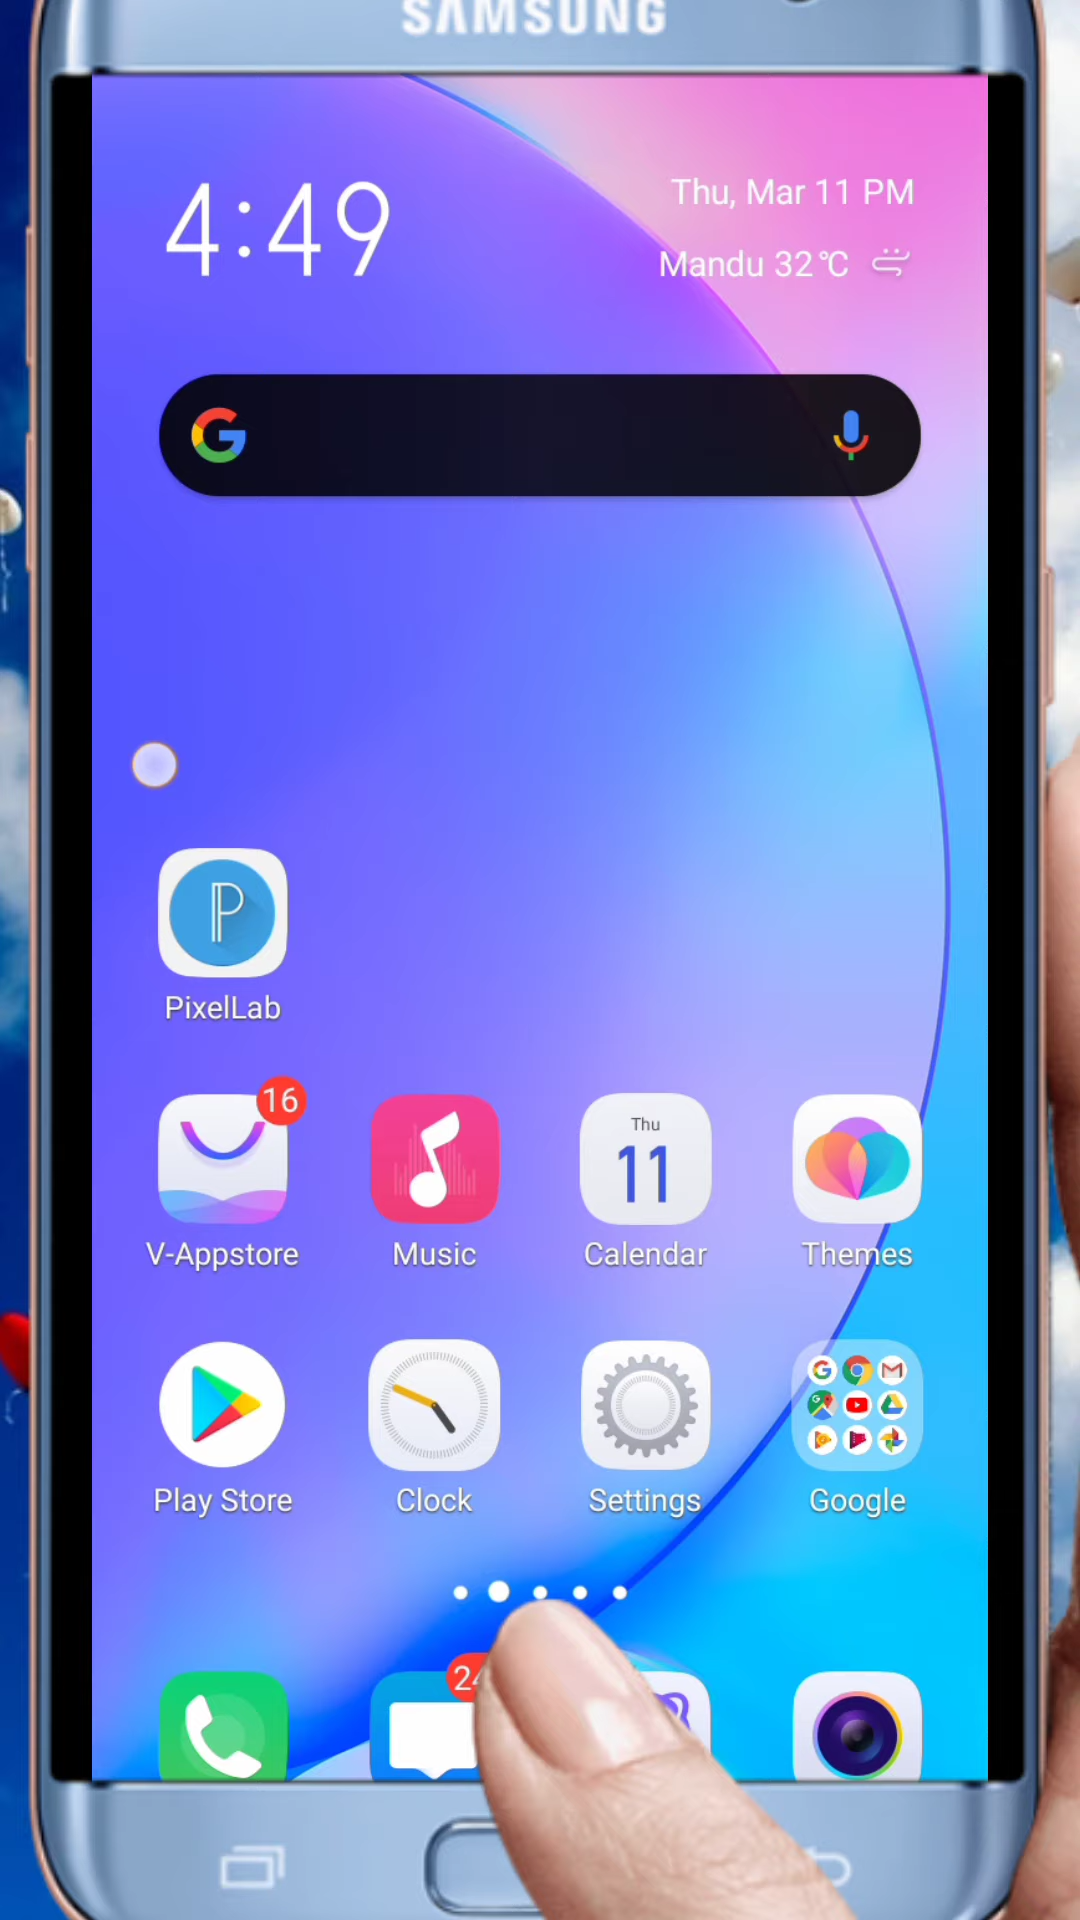 SAMSUNG
4:49
Thu, Mar 11 PM
Mandu 32°C
PixelLab
16
Thu
11
V-Appstore
Music
Calendar
Themes
Play Store
Clock
Settings
Google
24